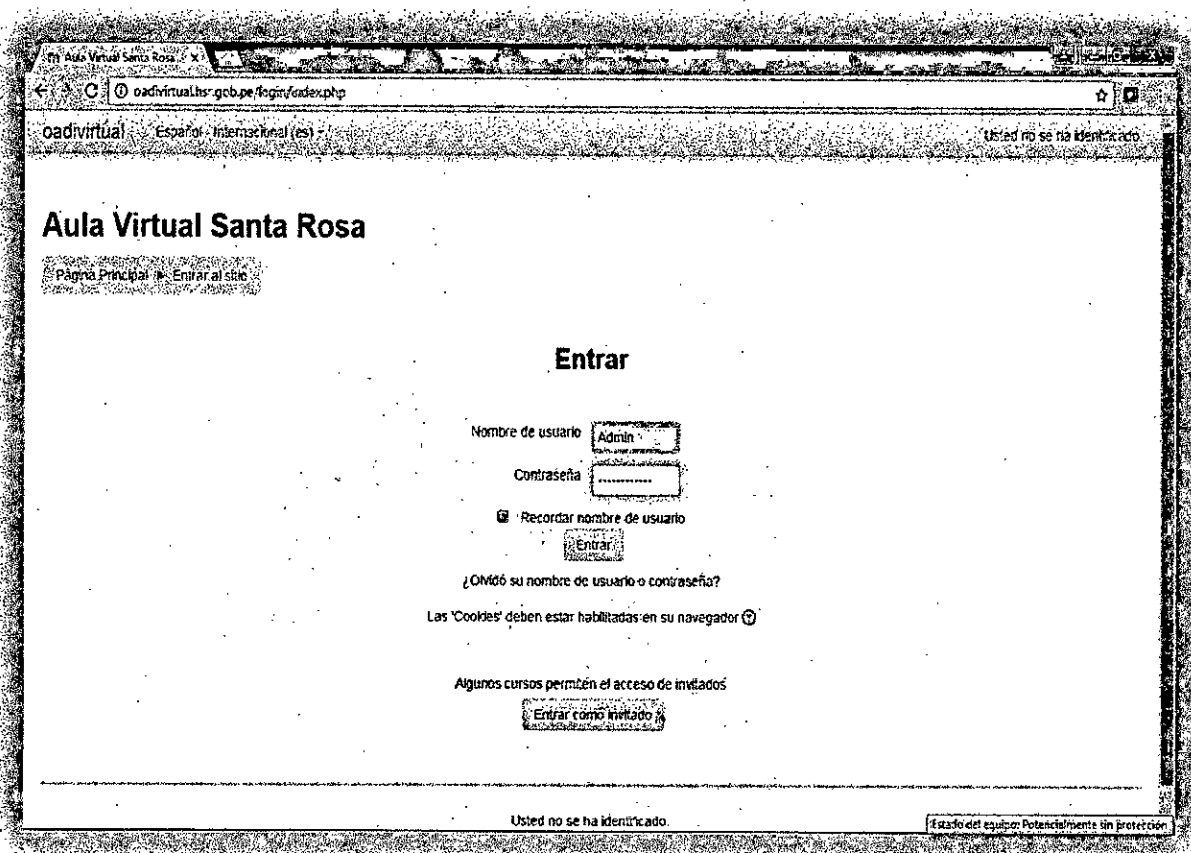 Aula Virtual Santa Rosa
oadivirtual.hsr.gob.pe/login/index.php
oadivirtual Español - Internacional (es) Usted no se ha identificado.
Aula Virtual Santa Rosa
Página Principal ► Entrar al sitio
Entrar
Nombre de usuario Admin
Contraseña ············
Recordar nombre de usuario
Entrar
¿Olvidó su nombre de usuario o contraseña?
Las 'Cookies' deben estar habilitadas en su navegador
Algunos cursos permiten el acceso de invitados
Entrar como invitado
Usted no se ha identificado.
Estado del equipo: Potencialmente sin protección